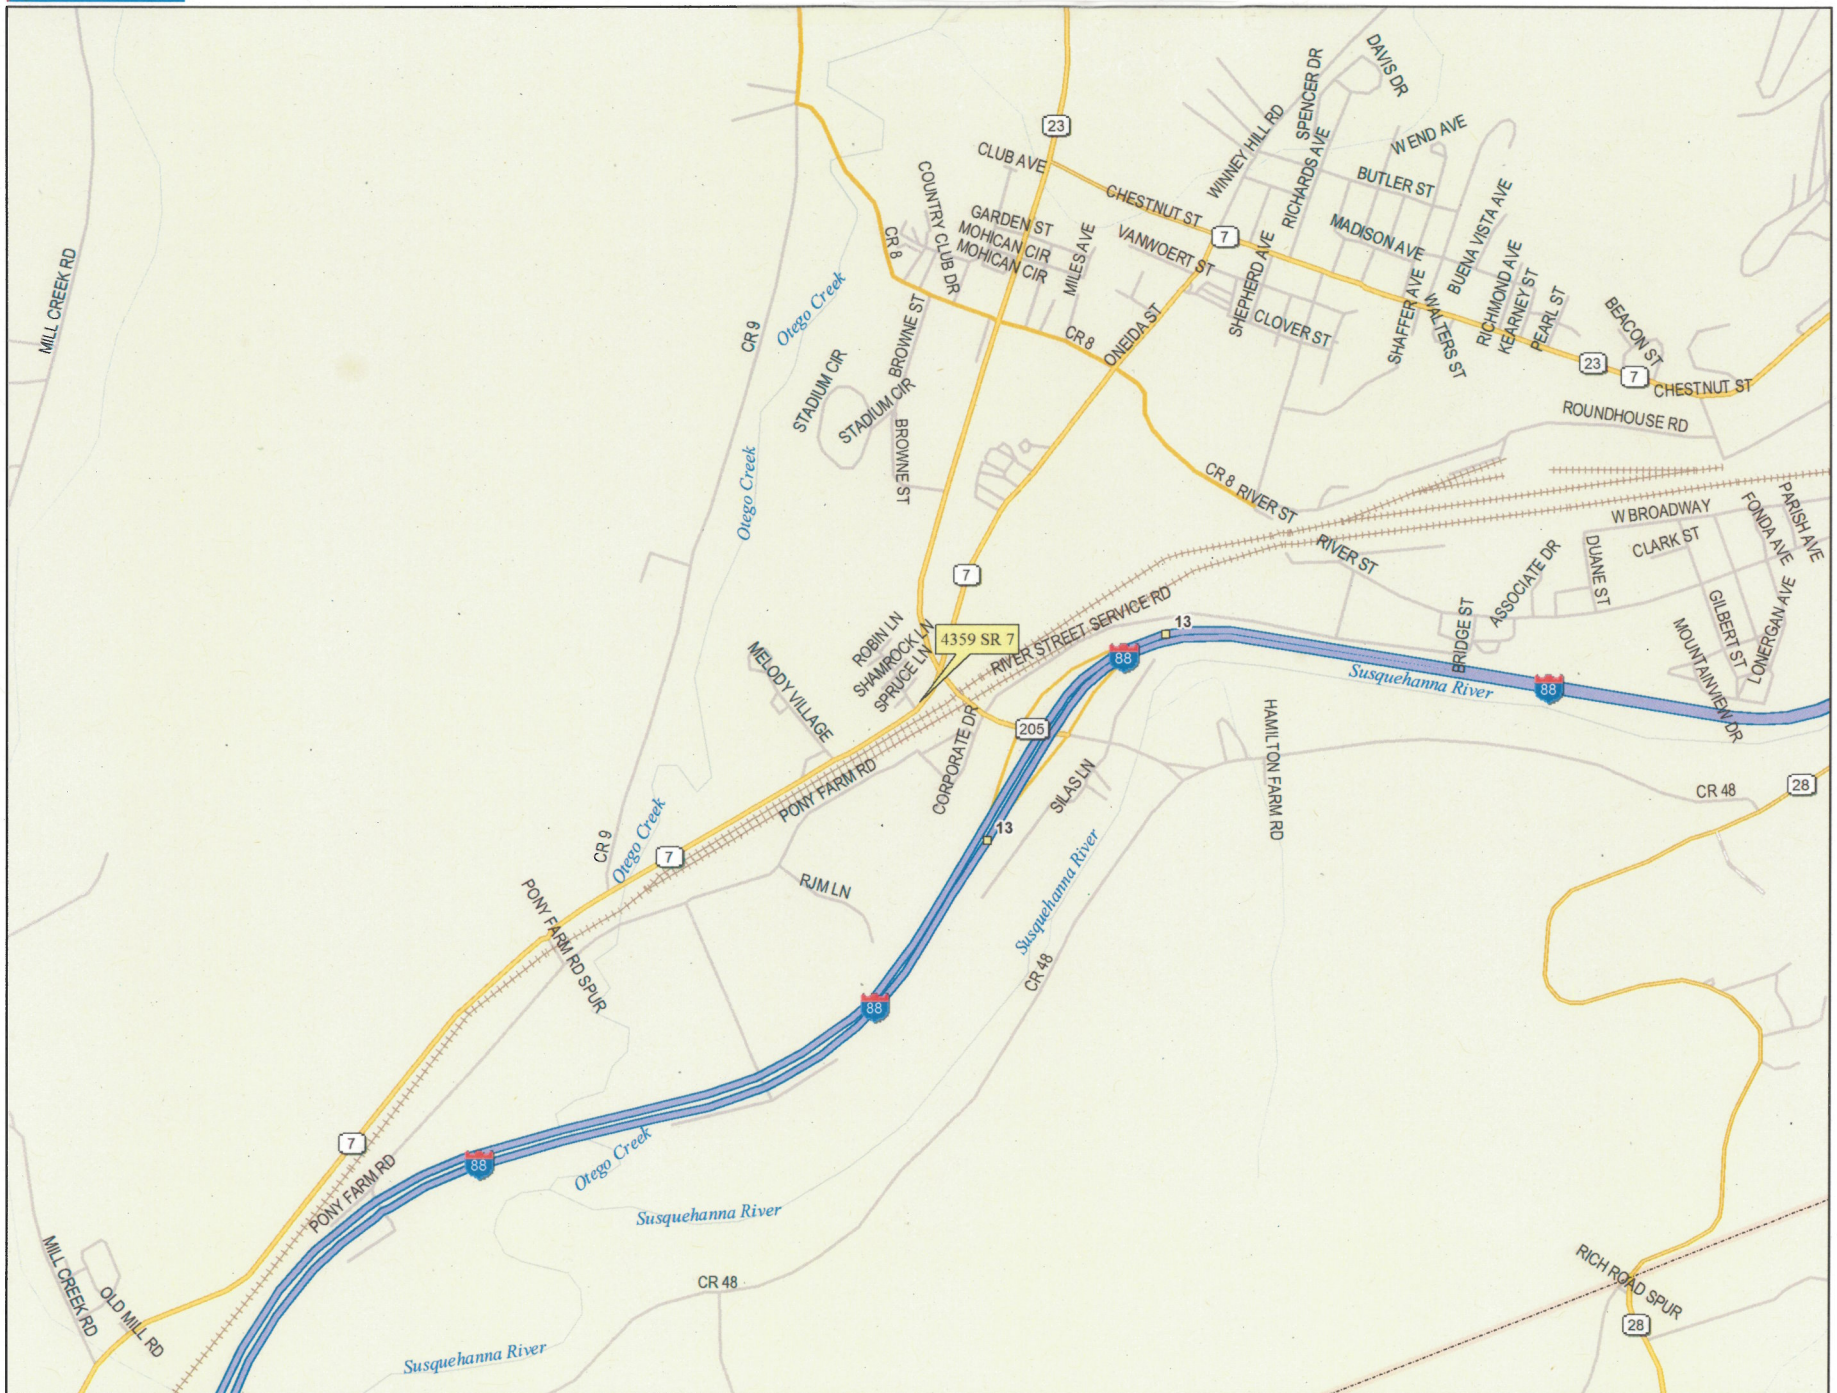 DAVIS DR
SPENCER DR
23
W END AVE
WINNEY HILL RD
RICHARDS AVE
CLUB AVE
CHESTNUT ST
BUTLER ST
COUNTRY CLUB DR
GARDEN ST
MOHICAN CIR
MOHICAN CIR
MILES AVE
VANWOERT ST
7
MADISON AVE
BUENA VISTA AVE
CR 8
SHEPHERD AVE
SHAFFER AVE
RICHMOND AVE
KEARNEY ST
PEARL ST
MILL CREEK RD
Otego Creek
CR 9
BROWNE ST
CR 8
ONEIDA ST
CLOVER ST
WALTERS ST
BEACON ST
23
7
CHESTNUT ST
STADIUM CIR
STADIUM CIR
BROWNE ST
ROUNDHOUSE RD
Otego Creek
CR 8
RIVER ST
W BROADWAY
FONDA AVE
PARISH AVE
RIVER ST
CLARK ST
DUANE ST
ASSOCIATE DR
7
RIVER STREET SERVICE RD
BRIDGE ST
GILBERT ST
LONERGAN AVE
MOUNTAINVIEW DR
ROBIN LN
SHAMROCK LN
SPRUCE LN
4359 SR 7
13
88
Susquehanna River
88
MELODY VILLAGE
205
HAMILTON FARM RD
CORPORATE DR
SILAS LN
PONY FARM RD
CR 48
28
13
CR 9
Otego Creek
7
RJM LN
Susquehanna River
PONY FARM RD SPUR
CR 48
88
7
88
PONY FARM RD
Otego Creek
Susquehanna River
MILL CREEK RD
OLD MILL RD
CR 48
RICH ROAD SPUR
28
Susquehanna River